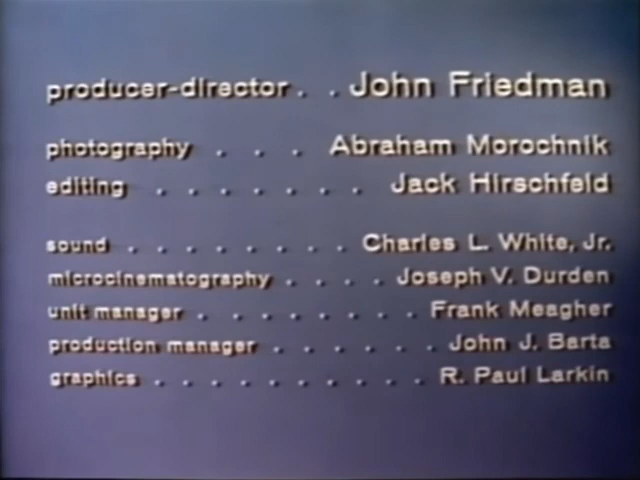 producer-director . . John Friedman
photography . . . Abraham Morochnik
editing . . . . . . . Jack Hirschfeld
sound . . . . . . . . Charles L. White, Jr.
microcinematography . . . . Joseph V. Durden
unit manager . . . . . . . . Frank Meagher
production manager . . . . . . John J. Barta
graphics . . . . . . . . . . R. Paul Larkin